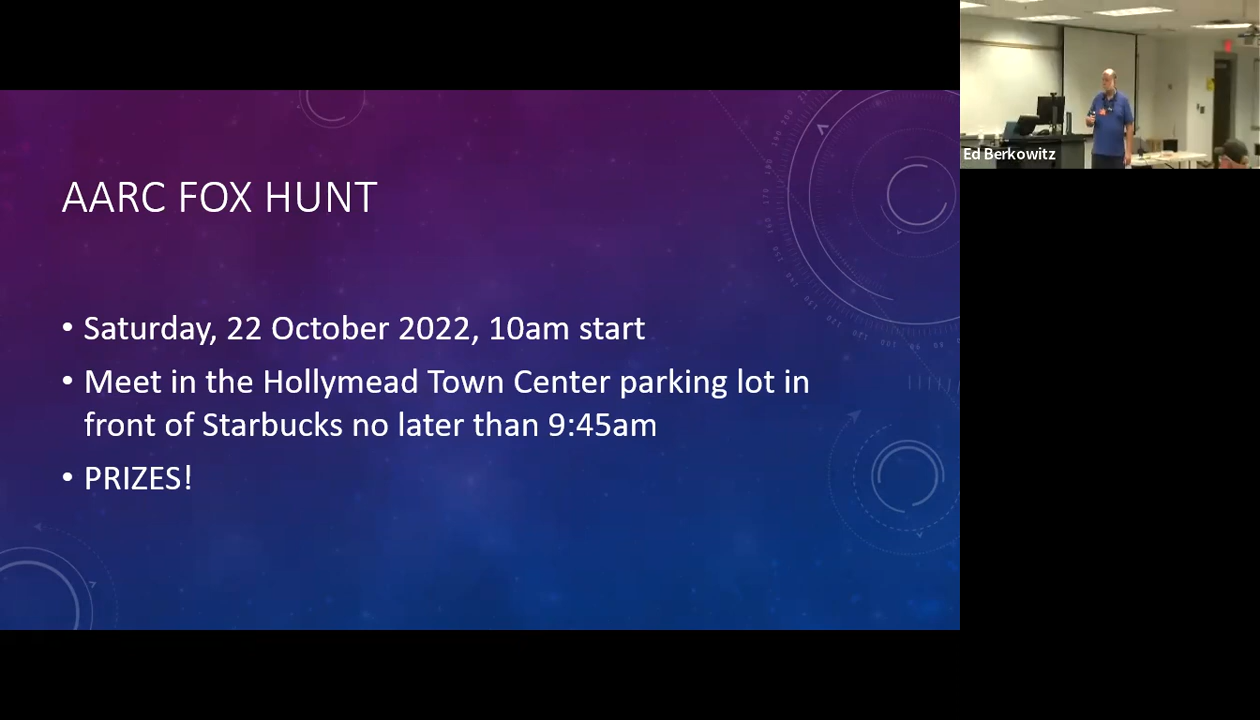 AARC FOX HUNT
• Saturday, 22 October 2022, 10am start
• Meet in the Hollymead Town Center parking lot in
front of Starbucks no later than 9:45am
• PRIZES!
Ed Berkowitz